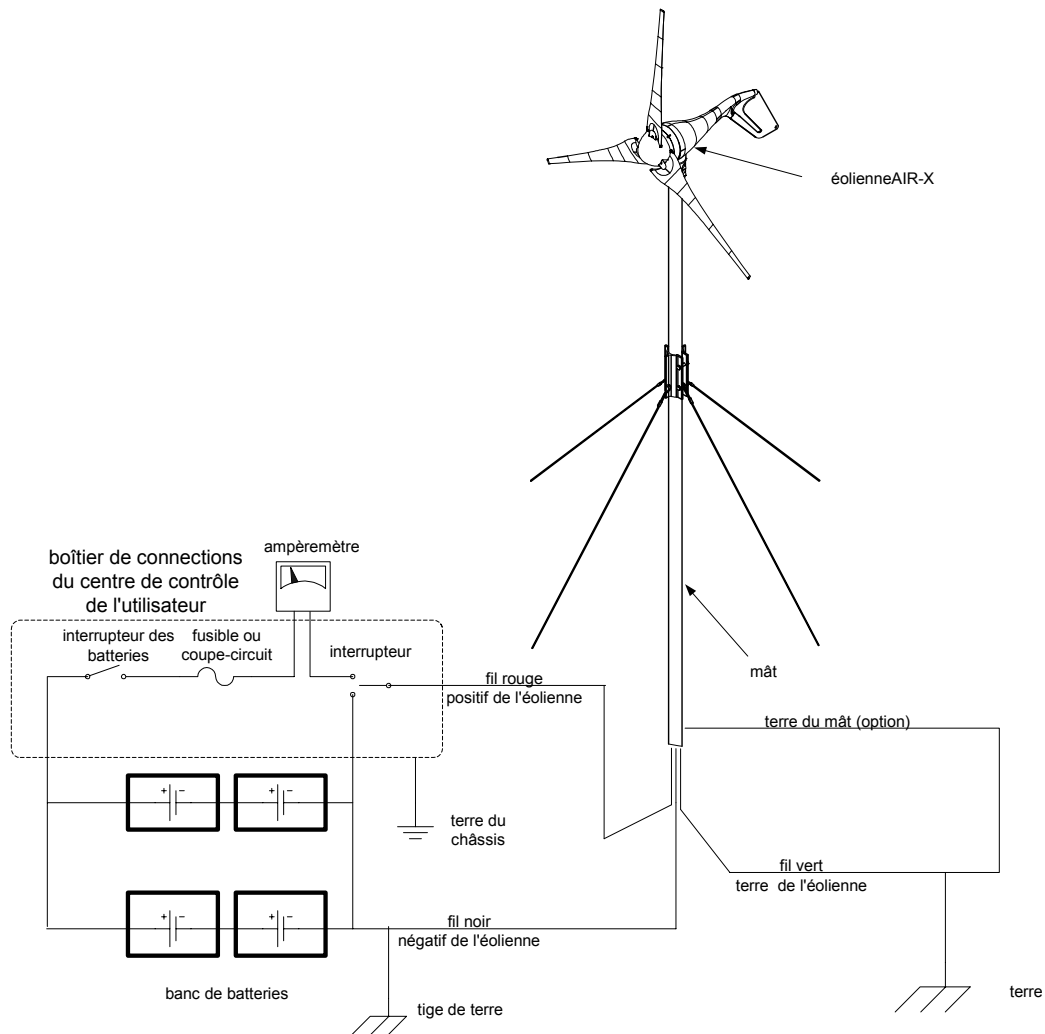 éolienneAIR-X
ampèremètre
boîtier de connections
du centre de contrôle
de l'utilisateur
interrupteur des
batteries
fusible ou
coupe-circuit
interrupteur
fil rouge
positif de l'éolienne
mât
terre du mât (option)
+ −
+ −
terre du
châssis
fil vert
terre de l'éolienne
+ −
+ −
fil noir
négatif de l'éolienne
banc de batteries
tige de terre
terre